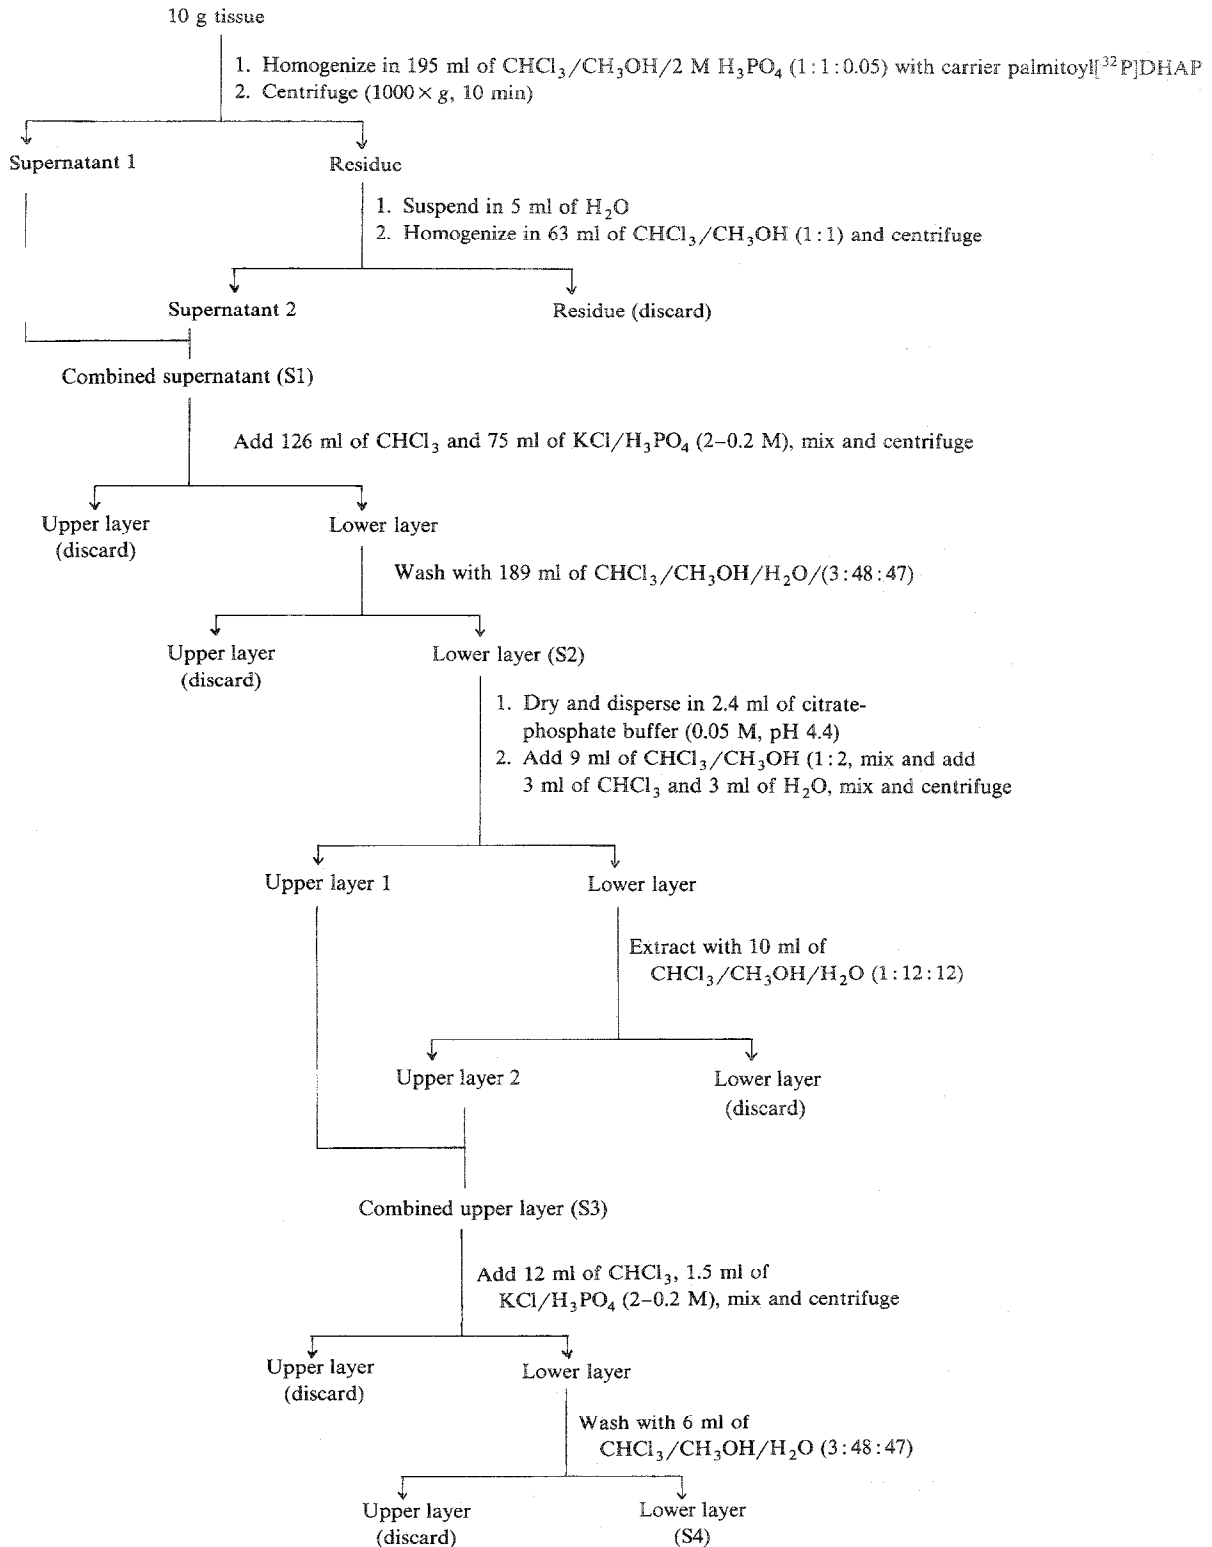 10 g tissue
1. Homogenize in 195 ml of CHCl₃/CH₃OH/2 M H₃PO₄ (1:1:0.05) with carrier palmitoyl[³²P]DHAP
2. Centrifuge (1000 × g, 10 min)
Supernatant 1
Residue
1. Suspend in 5 ml of H₂O
2. Homogenize in 63 ml of CHCl₃/CH₃OH (1:1) and centrifuge
Supernatant 2
Residue (discard)
Combined supernatant (S1)
Add 126 ml of CHCl₃ and 75 ml of KCl/H₃PO₄ (2–0.2 M), mix and centrifuge
Upper layer
(discard)
Lower layer
Wash with 189 ml of CHCl₃/CH₃OH/H₂O/(3:48:47)
Upper layer
(discard)
Lower layer (S2)
1. Dry and disperse in 2.4 ml of citrate-
phosphate buffer (0.05 M, pH 4.4)
2. Add 9 ml of CHCl₃/CH₃OH (1:2, mix and add
3 ml of CHCl₃ and 3 ml of H₂O, mix and centrifuge
Upper layer 1
Lower layer
Extract with 10 ml of
CHCl₃/CH₃OH/H₂O (1:12:12)
Upper layer 2
Lower layer
(discard)
Combined upper layer (S3)
Add 12 ml of CHCl₃, 1.5 ml of
KCl/H₃PO₄ (2–0.2 M), mix and centrifuge
Upper layer
(discard)
Lower layer
Wash with 6 ml of
CHCl₃/CH₃OH/H₂O (3:48:47)
Upper layer
(discard)
Lower layer
(S4)